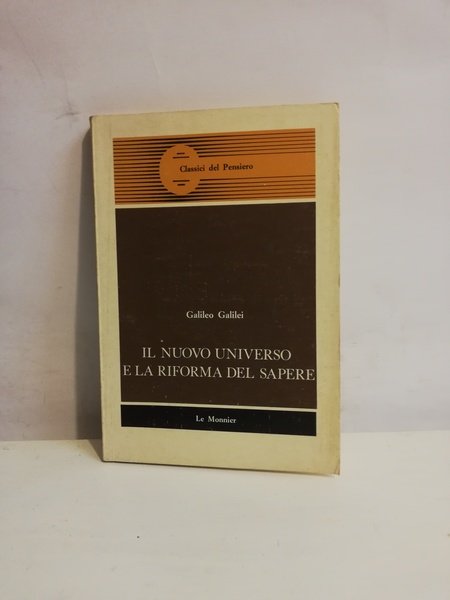 Classici del Pensiero
Galileo Galilei
IL NUOVO UNIVERSO
E LA RIFORMA DEL SAPERE
Le Monnier